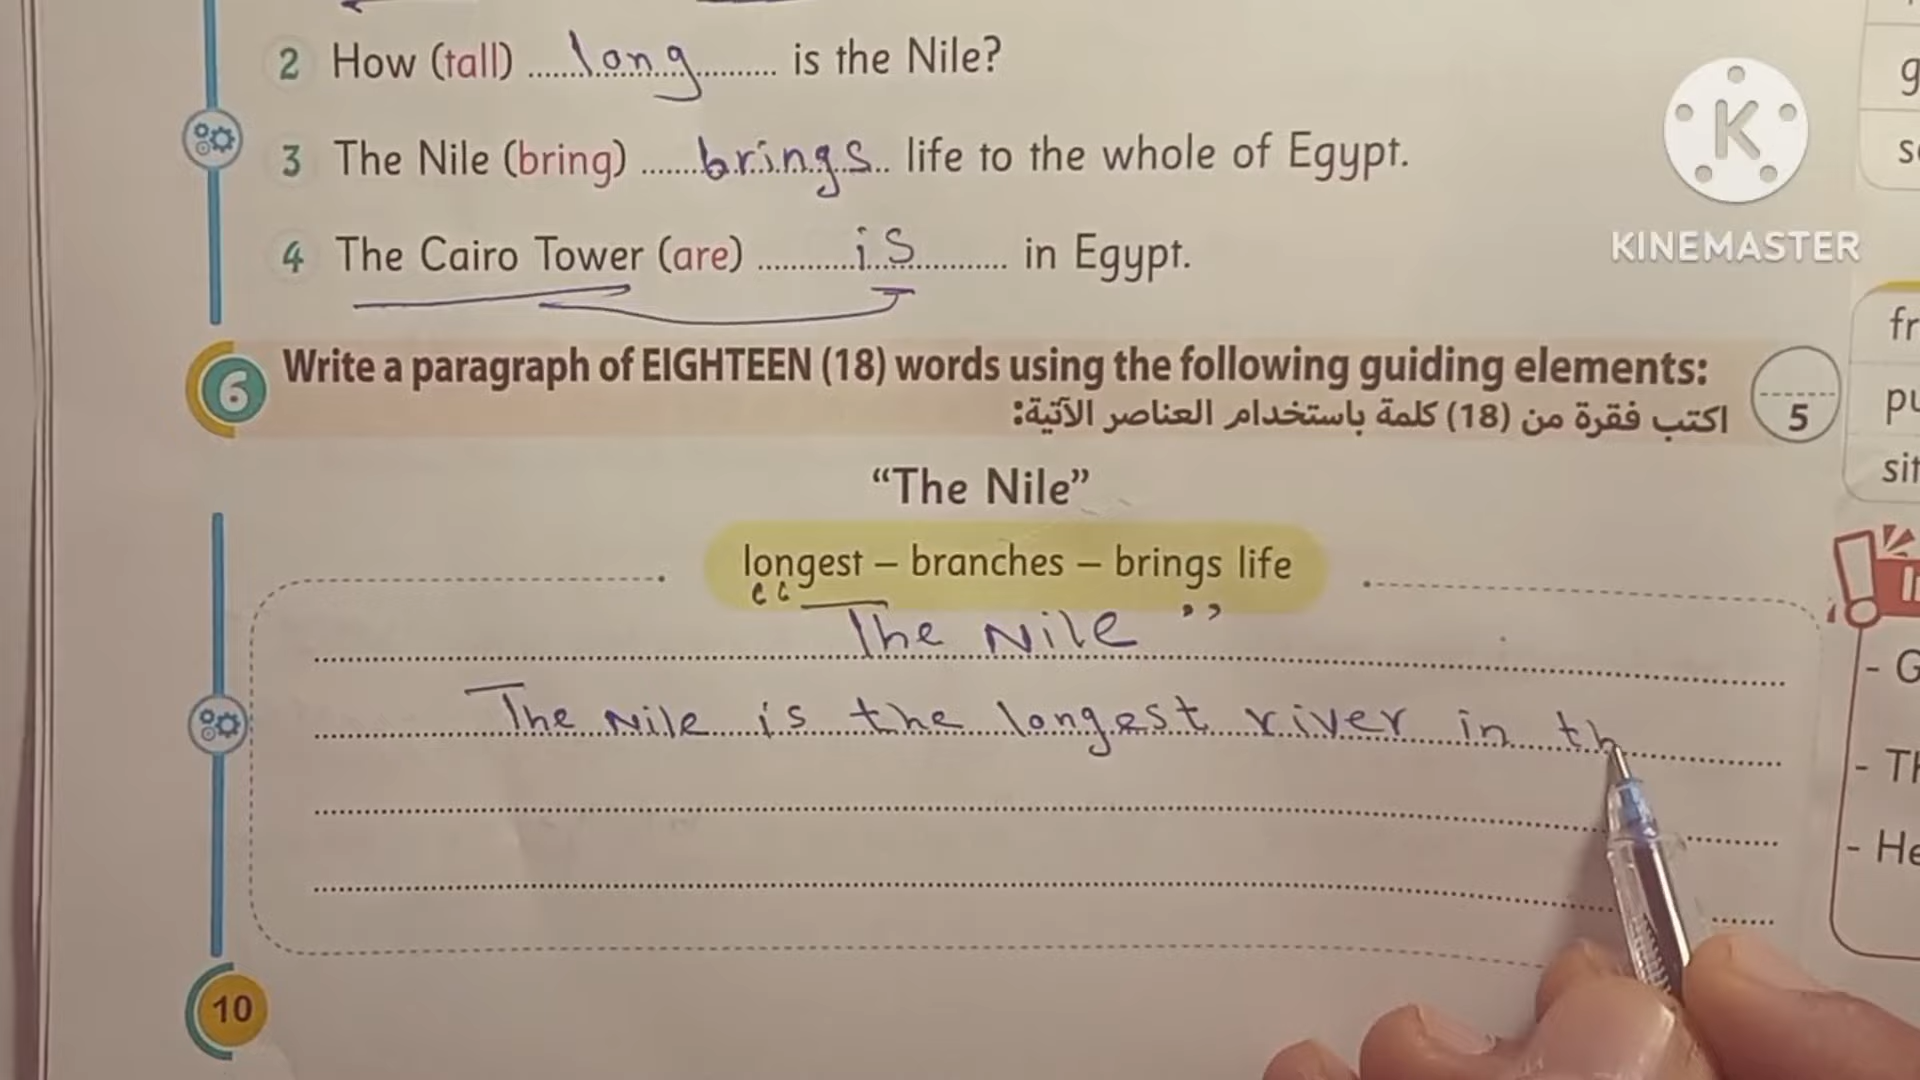 2 How (tall) long is the Nile?
3 The Nile (bring) brings life to the whole of Egypt.
4 The Cairo Tower (are) is in Egypt.
6 Write a paragraph of EIGHTEEN (18) words using the following guiding elements:
اكتب فقرة من (18) كلمة باستخدام العناصر الآتية:
5
“The Nile”
longest – branches – brings life
“The Nile”
The Nile is the longest river in th
10
K
KINEMASTER
g
fr
pu
sit
- G
- Th
- He